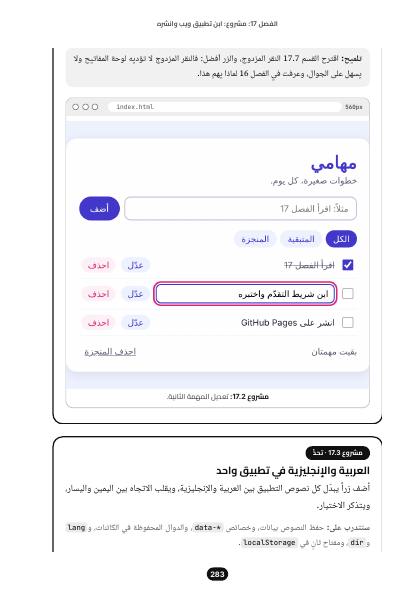 الفصل 17: مشروع: ابن تطبيق ويب وانشره
تلميح: اقترح القسم 17.7 النقر المزدوج، والزر أفضل: فالنقر المزدوج لا تؤديه لوحة المفاتيح ولا
يسهل على الجوال، وعرفت في الفصل 16 لماذا يهم هذا.
index.html
560px
مهامي
خطوات صغيرة، كل يوم.
مثلاً: اقرأ الفصل 17
أضف
الكل
المتبقية
المنجزة
اقرأ الفصل 17
عدّل
احذف
ابن شريط التقدّم واختبره
عدّل
احذف
انشر على GitHub Pages
عدّل
احذف
بقيت مهمتان
احذف المنجزة
مشروع 17.2: تعديل المهمة الثانية.
مشروع 17.3 · تحدٍّ
العربية والإنجليزية في تطبيق واحد
أضف زراً يبدّل كل نصوص التطبيق بين العربية والإنجليزية، ويقلب الاتجاه بين اليمين واليسار،
ويتذكر الاختيار.
ستتدرب على: حفظ النصوص بيانات، وخصائص data-*، والدوال المحفوظة في الكائنات، و lang
و dir، ومفتاح ثانٍ في localStorage.
283